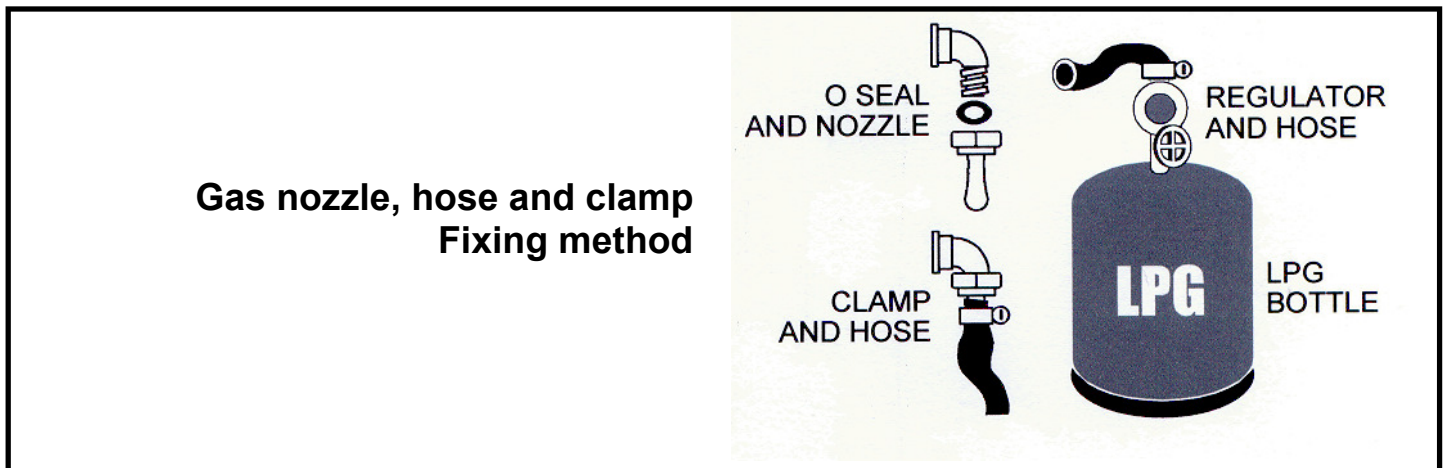 Gas nozzle, hose and clamp
Fixing method
O SEAL
AND NOZZLE
CLAMP
AND HOSE
REGULATOR
AND HOSE
LPG
LPG
BOTTLE